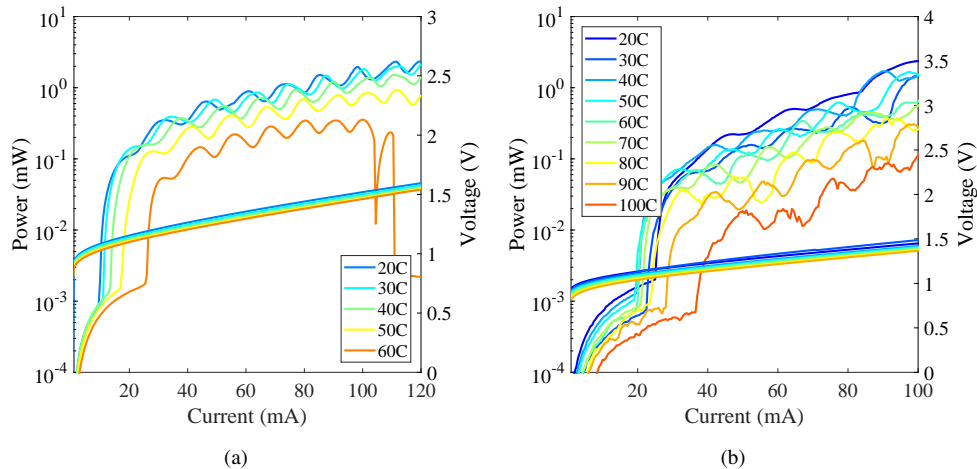 10^1
10^0
10^-1
10^-2
10^-3
10^-4
Power (mW)
20
40
60
80
100
120
Current (mA)
3
2.5
2
1.5
1
0.5
0
Voltage (V)
20C
30C
40C
50C
60C
(a)
10^1
10^0
10^-1
10^-2
10^-3
10^-4
Power (mW)
20
40
60
80
100
Current (mA)
4
3.5
3
2.5
2
1.5
1
0.5
0
Voltage (V)
20C
30C
40C
50C
60C
70C
80C
90C
100C
(b)